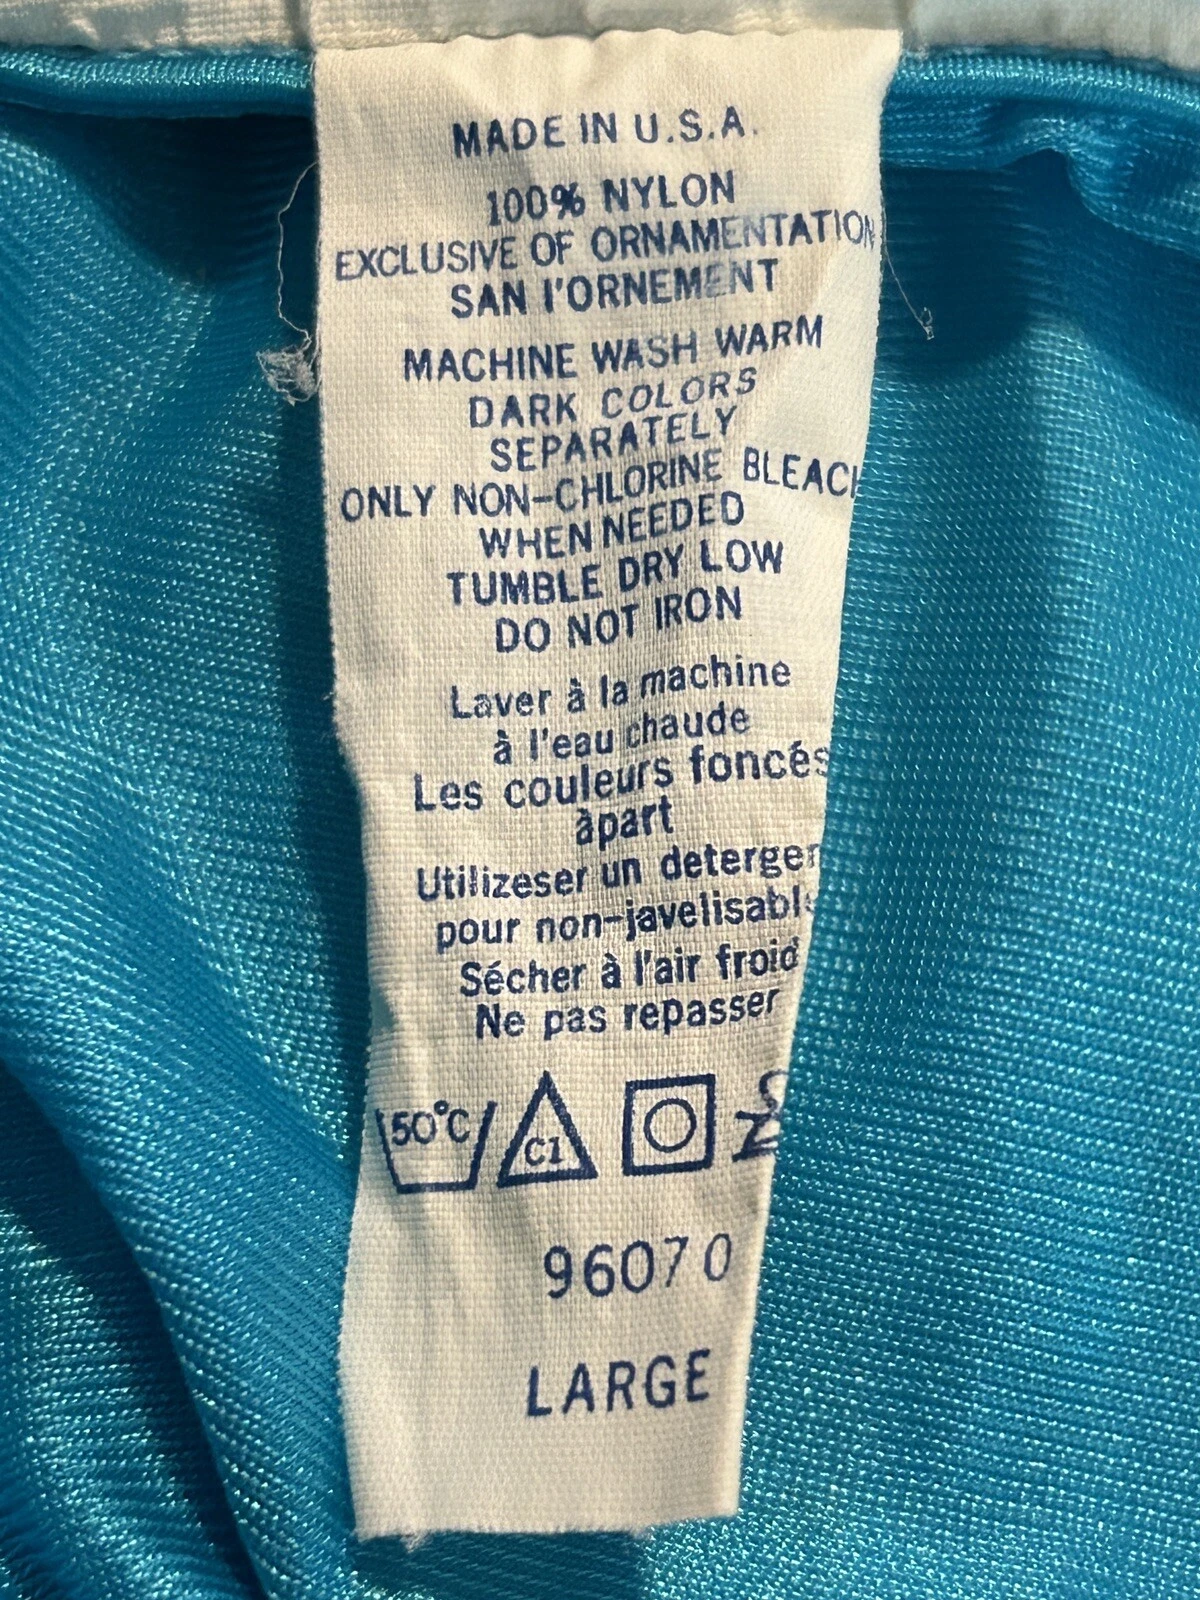 MADE IN U.S.A.
100% NYLON
EXCLUSIVE OF ORNAMENTATION
SAN I'ORNEMENT
MACHINE WASH WARM
DARK COLORS
SEPARATELY
ONLY NON-CHLORINE BLEACH
WHEN NEEDED
TUMBLE DRY LOW
DO NOT IRON
Laver à la machine
à l'eau chaude
Les couleurs foncés
àpart
Utilizeser un deterger
pour non-javelisable
Sécher à l'air froid
Ne pas repasser
50°C C1
96070
LARGE